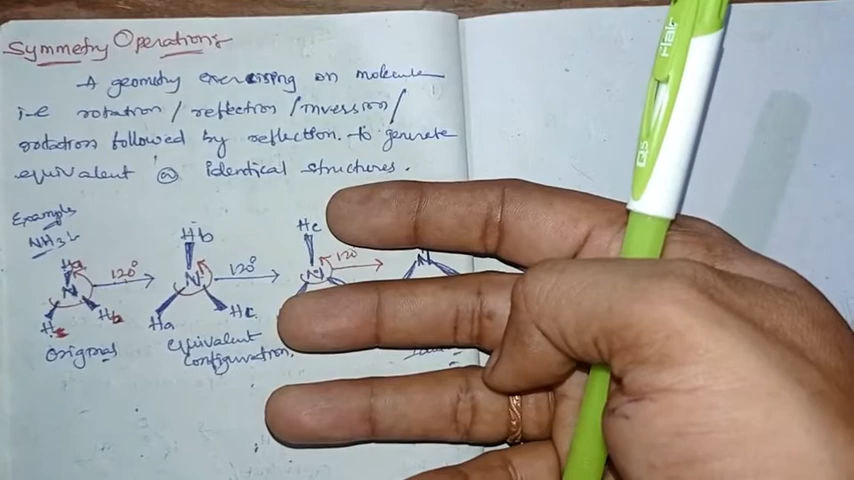 Symmetry Operations
A geometry exercising on molecule
i.e rotation / reflection / inversion /
rotation followed by reflection. to generate
equivalent or identical structures.
Example
NH3
Ha N Hc Hb 120°
Hb N Ha Hc 120°
Hc N 120°
N
Original
equivalent
configuration.
Flair